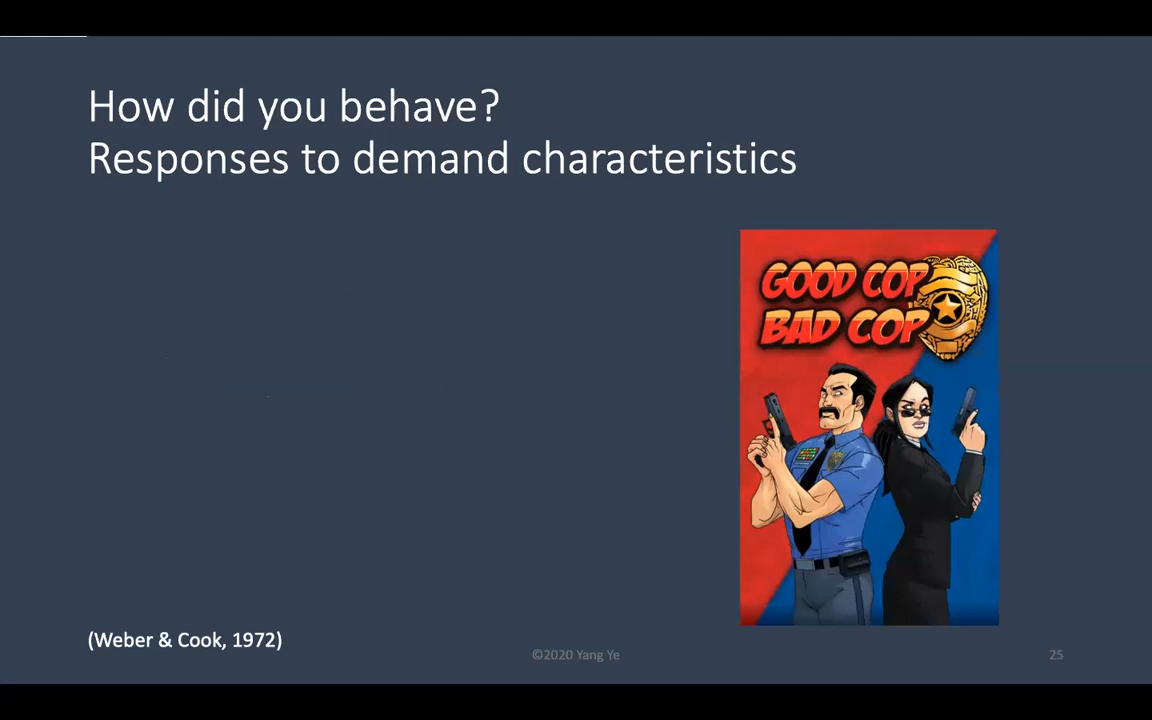 How did you behave?
Responses to demand characteristics
GOOD COP
BAD COP
(Weber & Cook, 1972)
©2020 Yang Ye
25